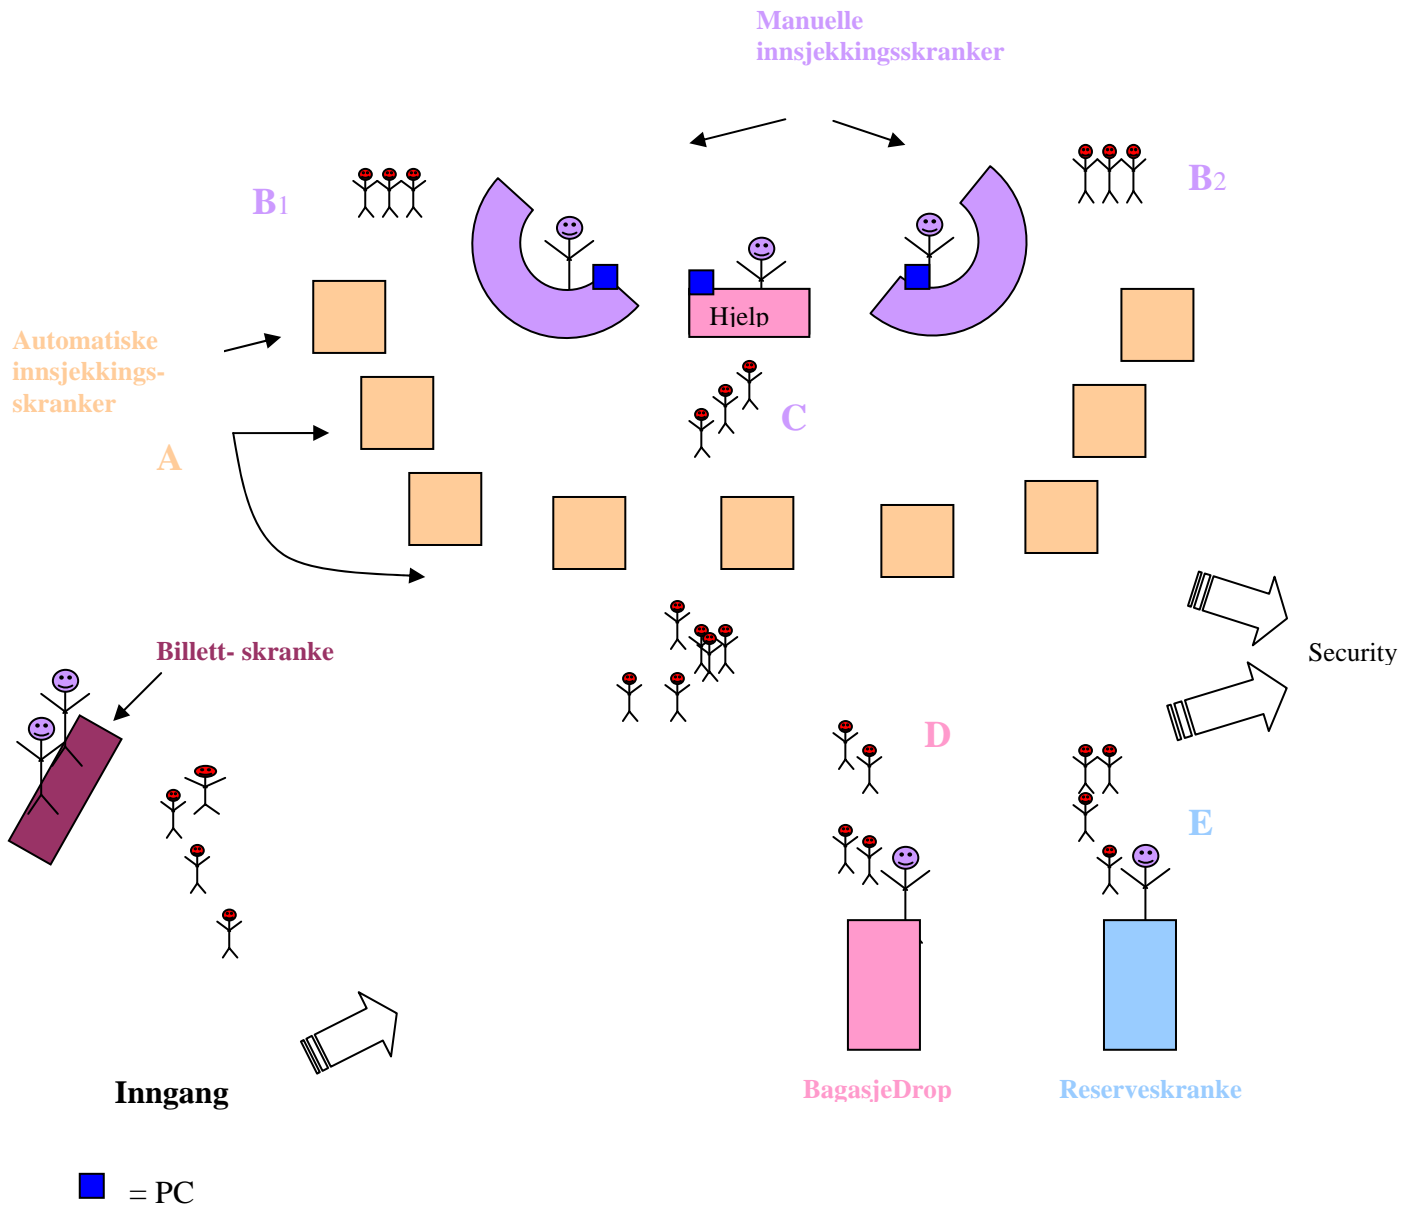 Manuelle
innsjekkingsskranker
B1
B2
Hjelp
Automatiske
innsjekkings-
skranker
A
C
Billett- skranke
Security
D
E
BagasjeDrop
Reserveskranke
Inngang
= PC